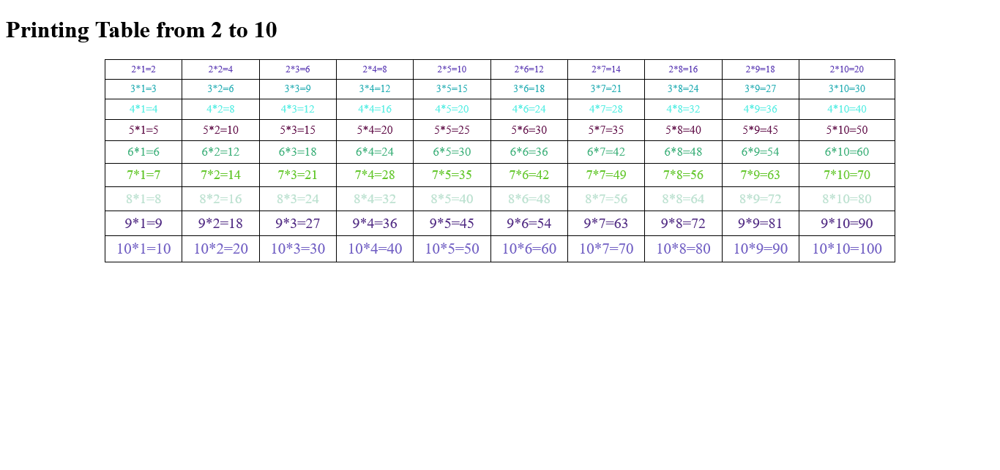 Printing Table from 2 to 10
2*1=2 2*2=4 2*3=6 2*4=8 2*5=10 2*6=12 2*7=14 2*8=16 2*9=18 2*10=20
3*1=3 3*2=6 3*3=9 3*4=12 3*5=15 3*6=18 3*7=21 3*8=24 3*9=27 3*10=30
4*1=4 4*2=8 4*3=12 4*4=16 4*5=20 4*6=24 4*7=28 4*8=32 4*9=36 4*10=40
5*1=5 5*2=10 5*3=15 5*4=20 5*5=25 5*6=30 5*7=35 5*8=40 5*9=45 5*10=50
6*1=6 6*2=12 6*3=18 6*4=24 6*5=30 6*6=36 6*7=42 6*8=48 6*9=54 6*10=60
7*1=7 7*2=14 7*3=21 7*4=28 7*5=35 7*6=42 7*7=49 7*8=56 7*9=63 7*10=70
8*1=8 8*2=16 8*3=24 8*4=32 8*5=40 8*6=48 8*7=56 8*8=64 8*9=72 8*10=80
9*1=9 9*2=18 9*3=27 9*4=36 9*5=45 9*6=54 9*7=63 9*8=72 9*9=81 9*10=90
10*1=10 10*2=20 10*3=30 10*4=40 10*5=50 10*6=60 10*7=70 10*8=80 10*9=90 10*10=100